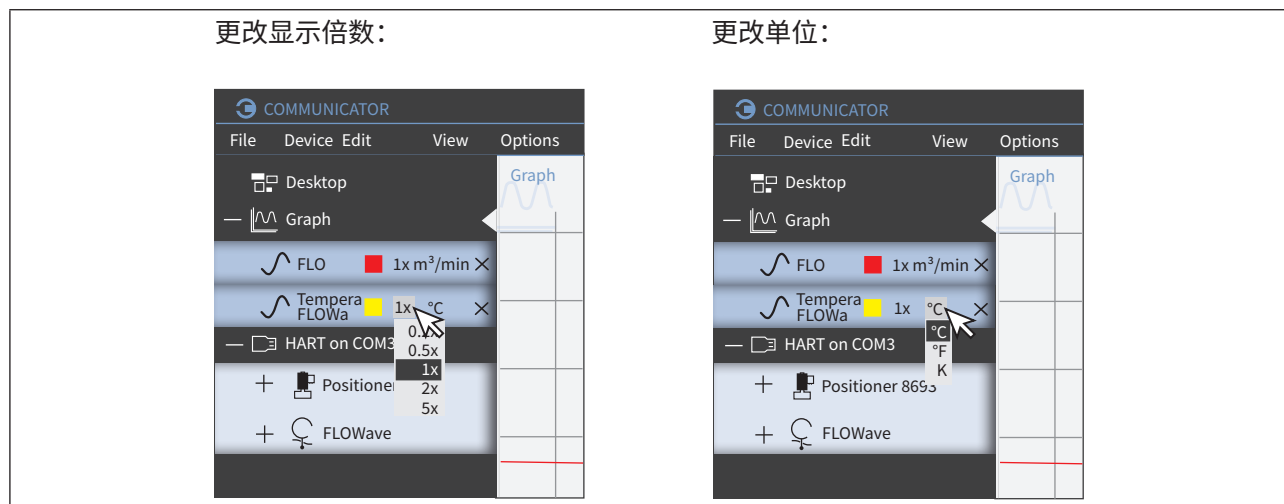 更改显示倍数：
COMMUNICATOR
File Device Edit View Options
Desktop
Graph
Graph
FLO 1x m³/min
Tempera
FLOWa
1x °C
0.5x
1x
2x
5x
HART on COM3
Positioner
FLOWave
更改单位：
COMMUNICATOR
File Device Edit View Options
Desktop
Graph
Graph
FLO 1x m³/min
Tempera
FLOWa
1x °C
°C
°F
K
HART on COM3
Positioner 8693
FLOWave